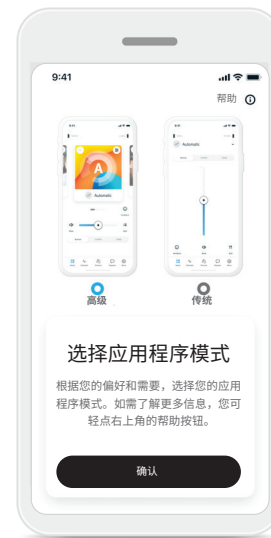 9:41
帮助
Automatic
Automatic
高级
传统
选择应用程序模式
根据您的偏好和需要，选择您的应用
程序模式。如需了解更多信息，您可
轻点右上角的帮助按钮。
确认